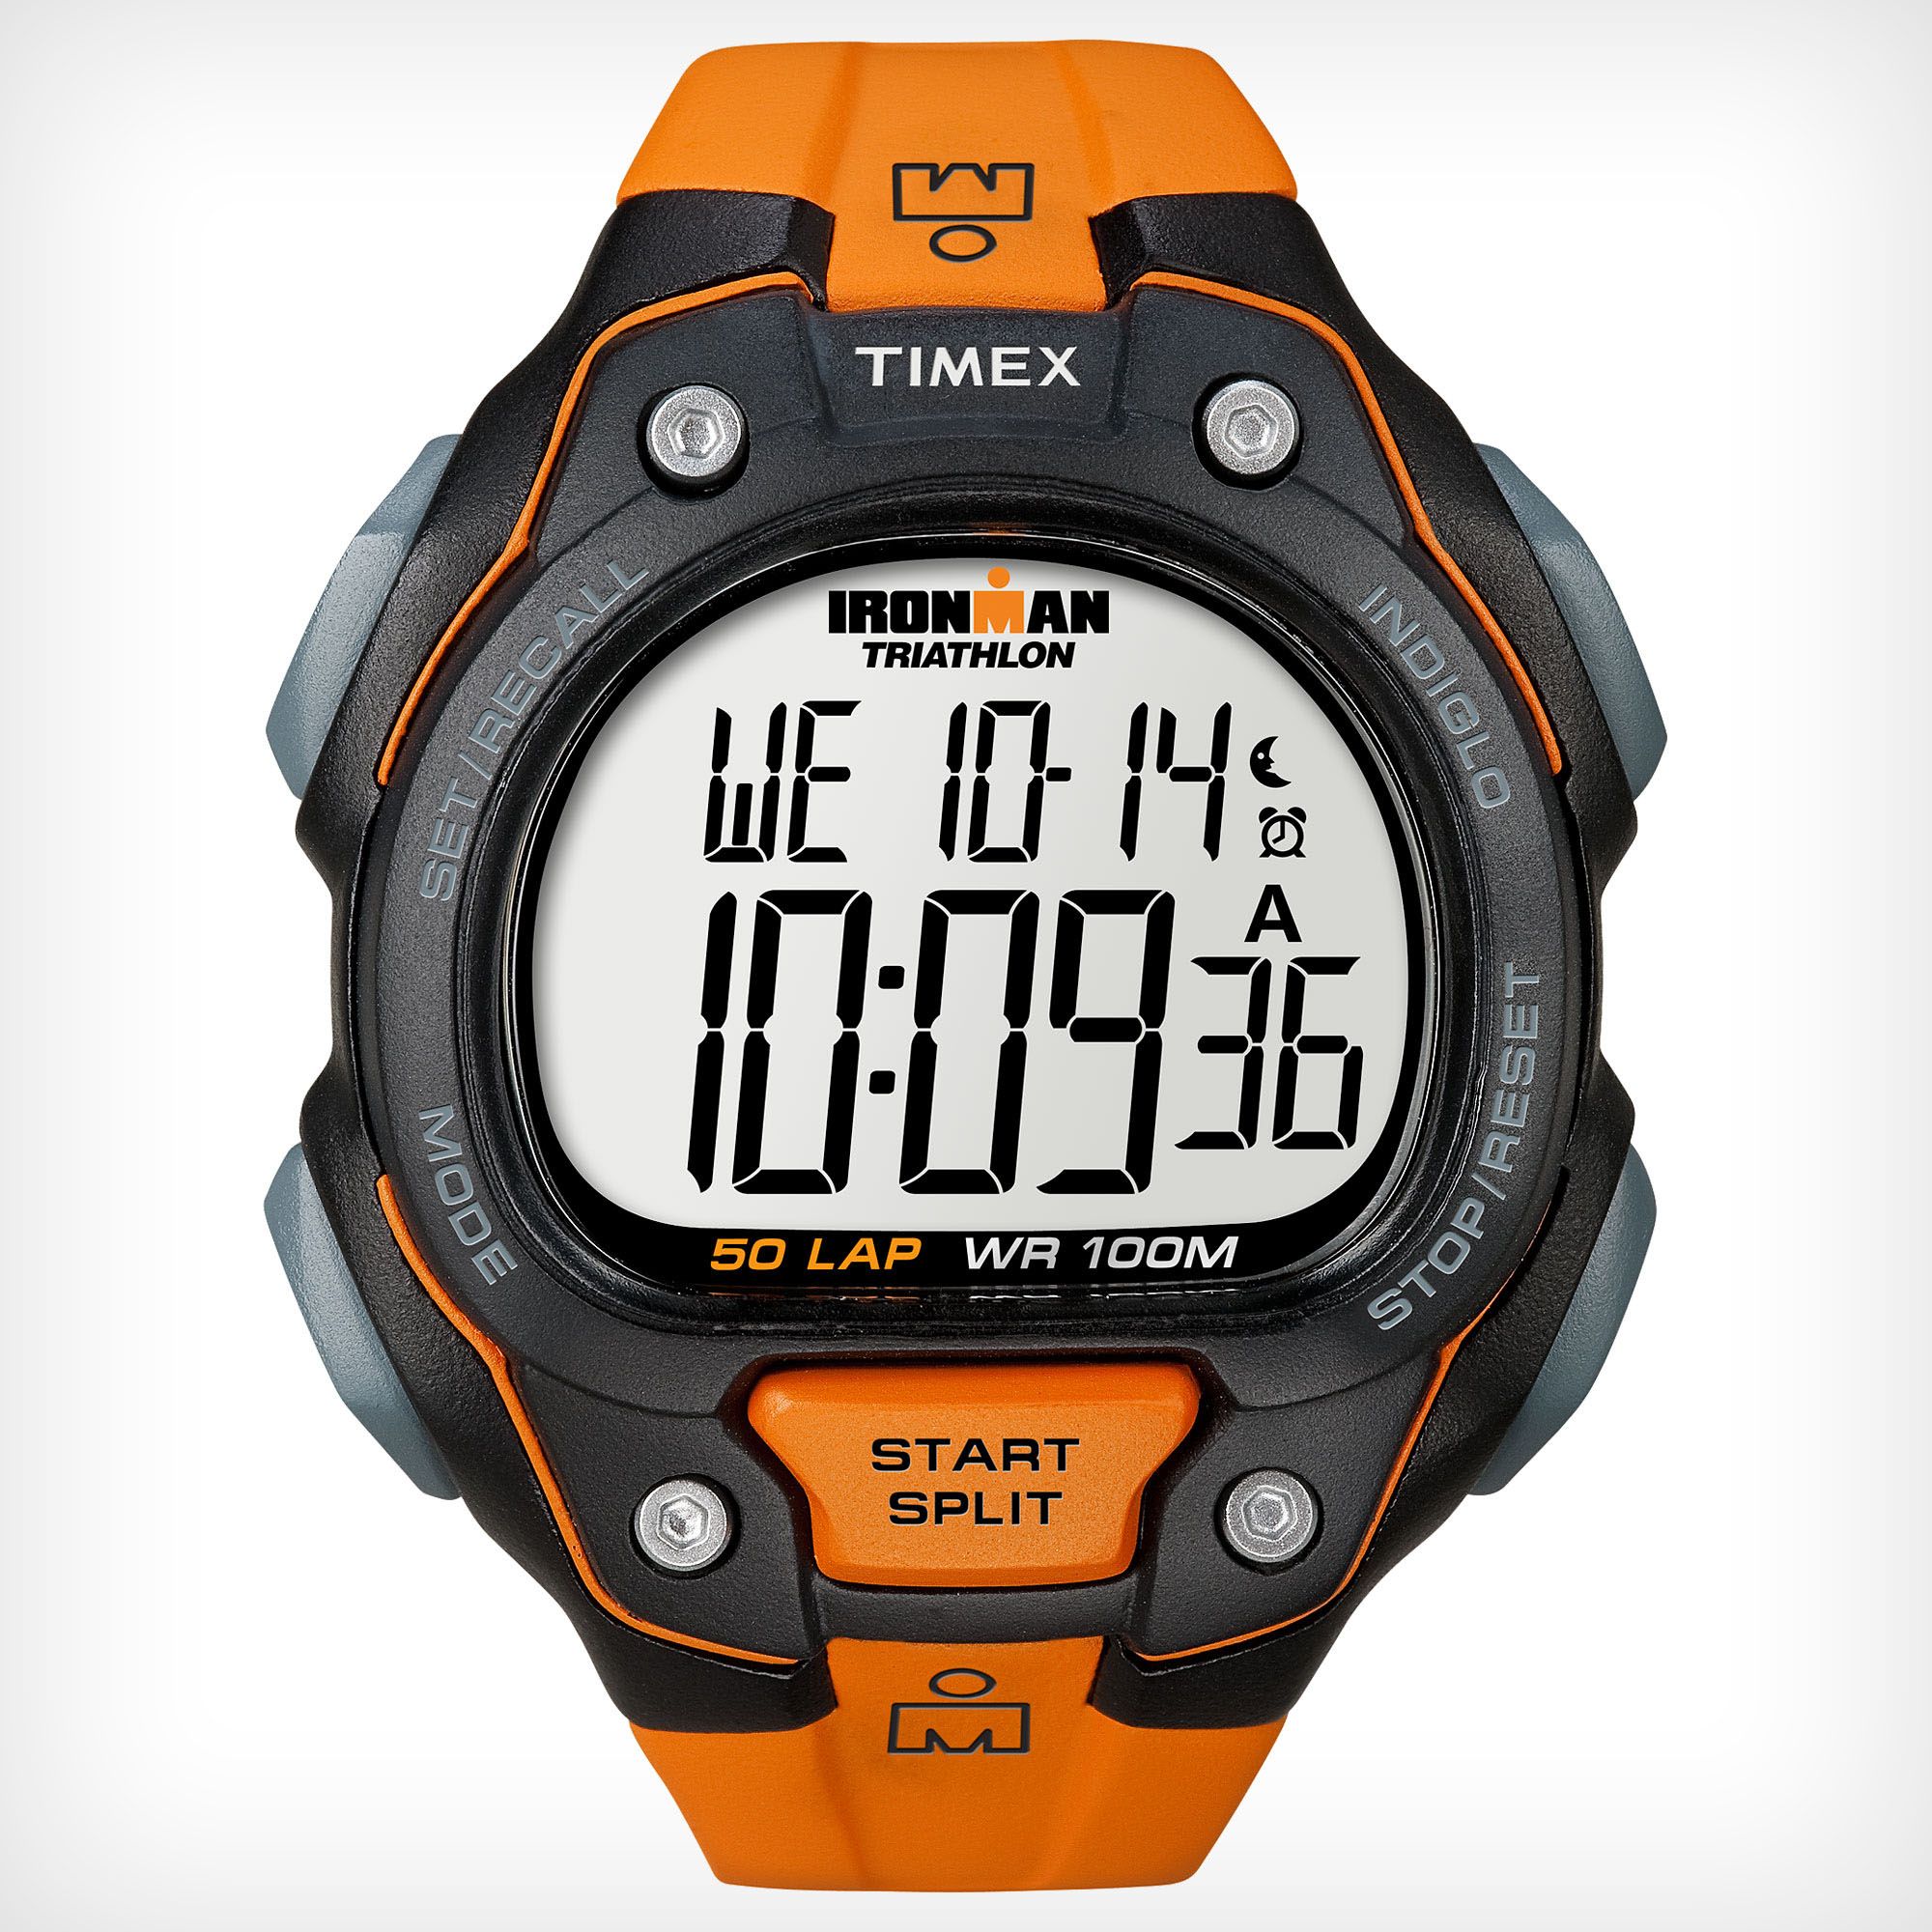 TIMEX
SET/RECALL
INDIGLO
IRONMAN
TRIATHLON
WE 10-14
A
10:09 36
MODE
STOP/RESET
50 LAP WR 100M
START
SPLIT